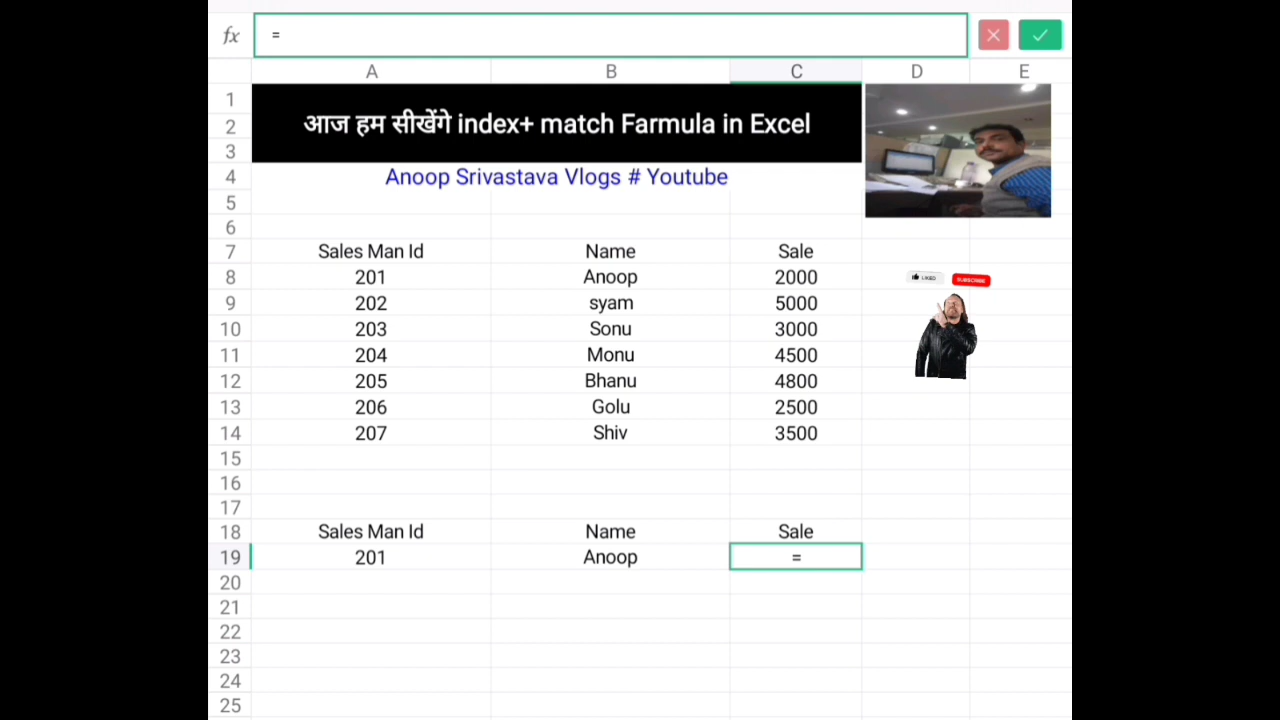 fx =
A B C D E
1
2 आज हम सीखेंगे index+ match Farmula in Excel
3
4 Anoop Srivastava Vlogs # Youtube
5
6
7 Sales Man Id Name Sale
8 201 Anoop 2000 LIKED SUBSCRIBE
9 202 syam 5000
10 203 Sonu 3000
11 204 Monu 4500
12 205 Bhanu 4800
13 206 Golu 2500
14 207 Shiv 3500
15
16
17
18 Sales Man Id Name Sale
19 201 Anoop =
20
21
22
23
24
25